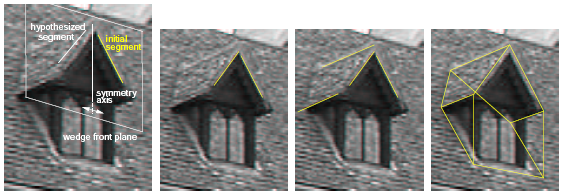 hypothesized
segment
initial
segment
symmetry
axis
wedge front plane